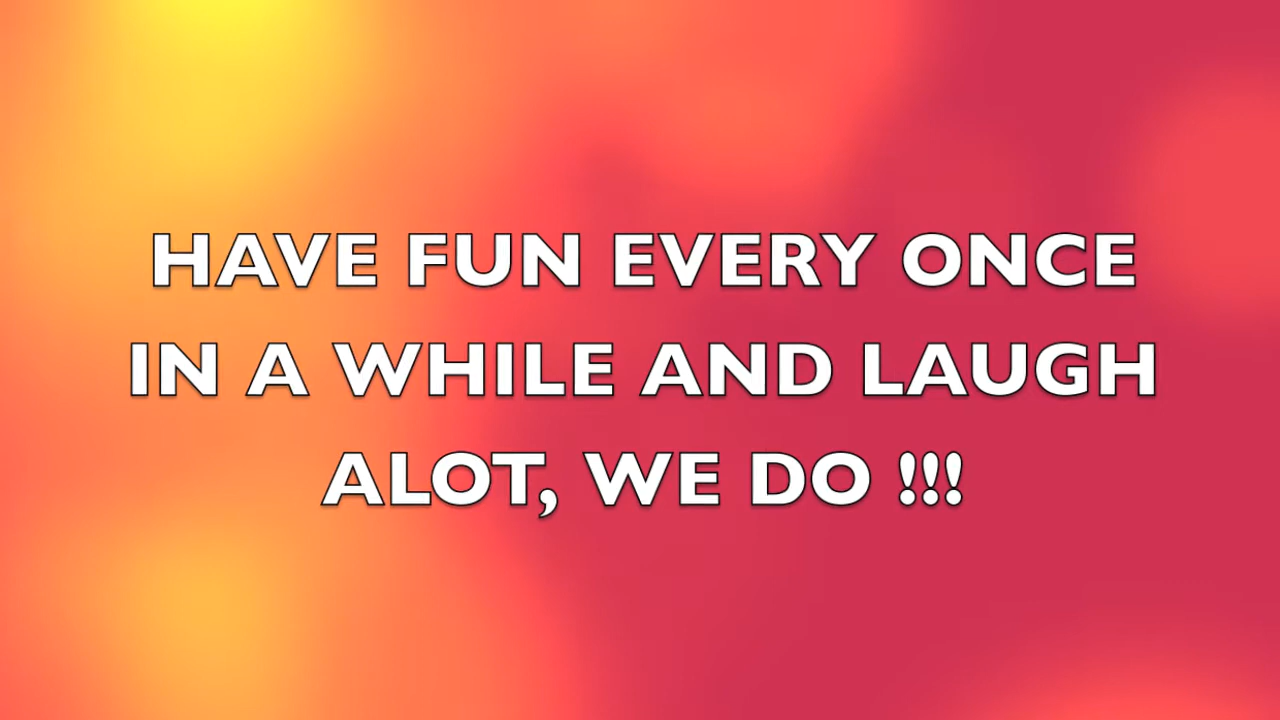 HAVE FUN EVERY ONCE
IN A WHILE AND LAUGH
ALOT, WE DO !!!